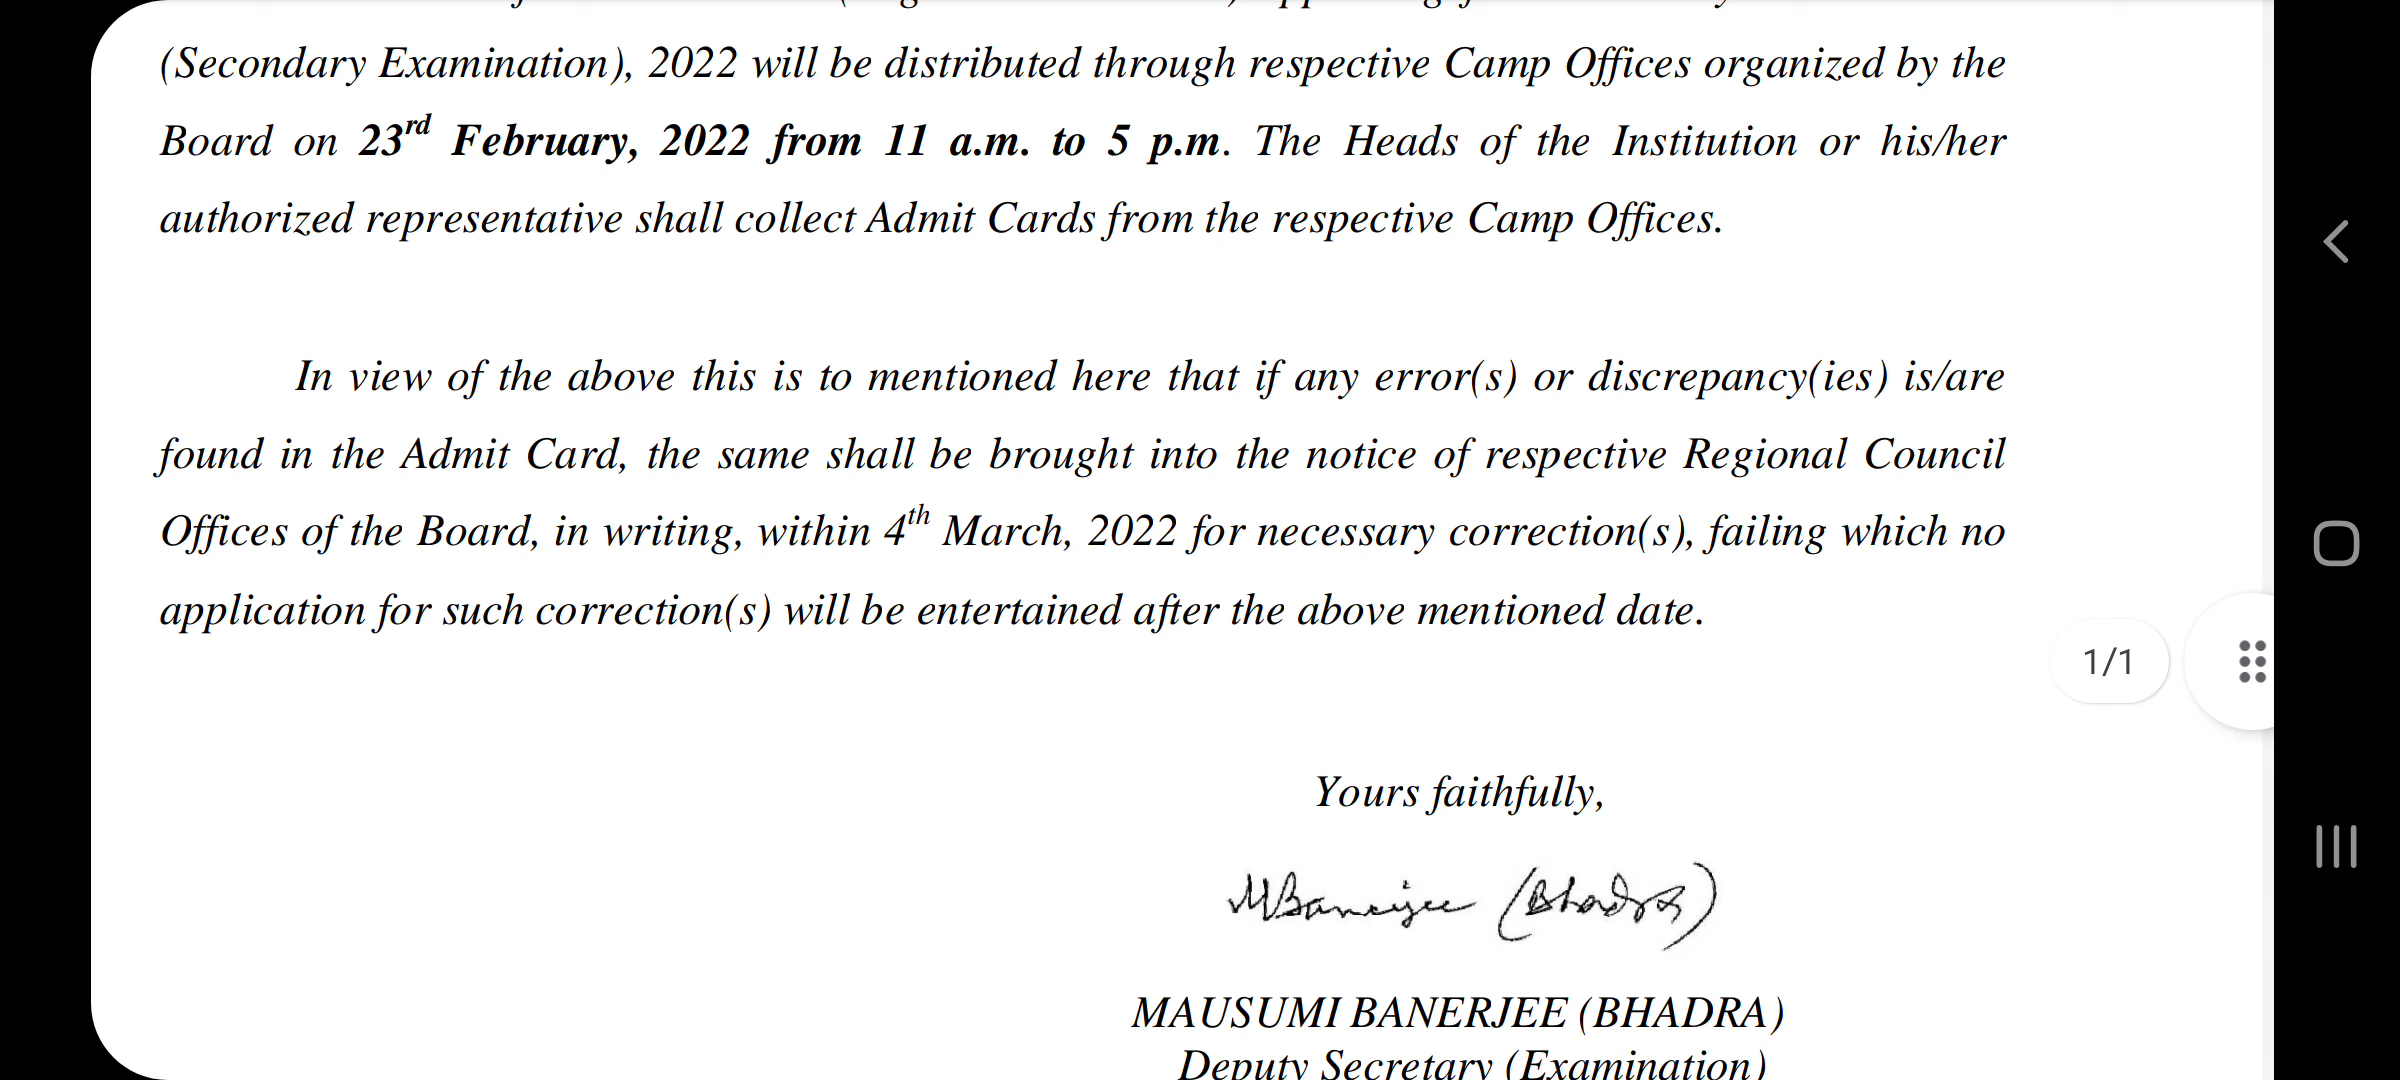 (Secondary Examination), 2022 will be distributed through respective Camp Offices organized by the
Board on 23rd February, 2022 from 11 a.m. to 5 p.m. The Heads of the Institution or his/her
authorized representative shall collect Admit Cards from the respective Camp Offices.
In view of the above this is to mentioned here that if any error(s) or discrepancy(ies) is/are
found in the Admit Card, the same shall be brought into the notice of respective Regional Council
Offices of the Board, in writing, within 4th March, 2022 for necessary correction(s), failing which no
application for such correction(s) will be entertained after the above mentioned date.
1/1
Yours faithfully,
MBanerjee (Bhadra)
MAUSUMI BANERJEE (BHADRA)
Deputy Secretary (Examination)